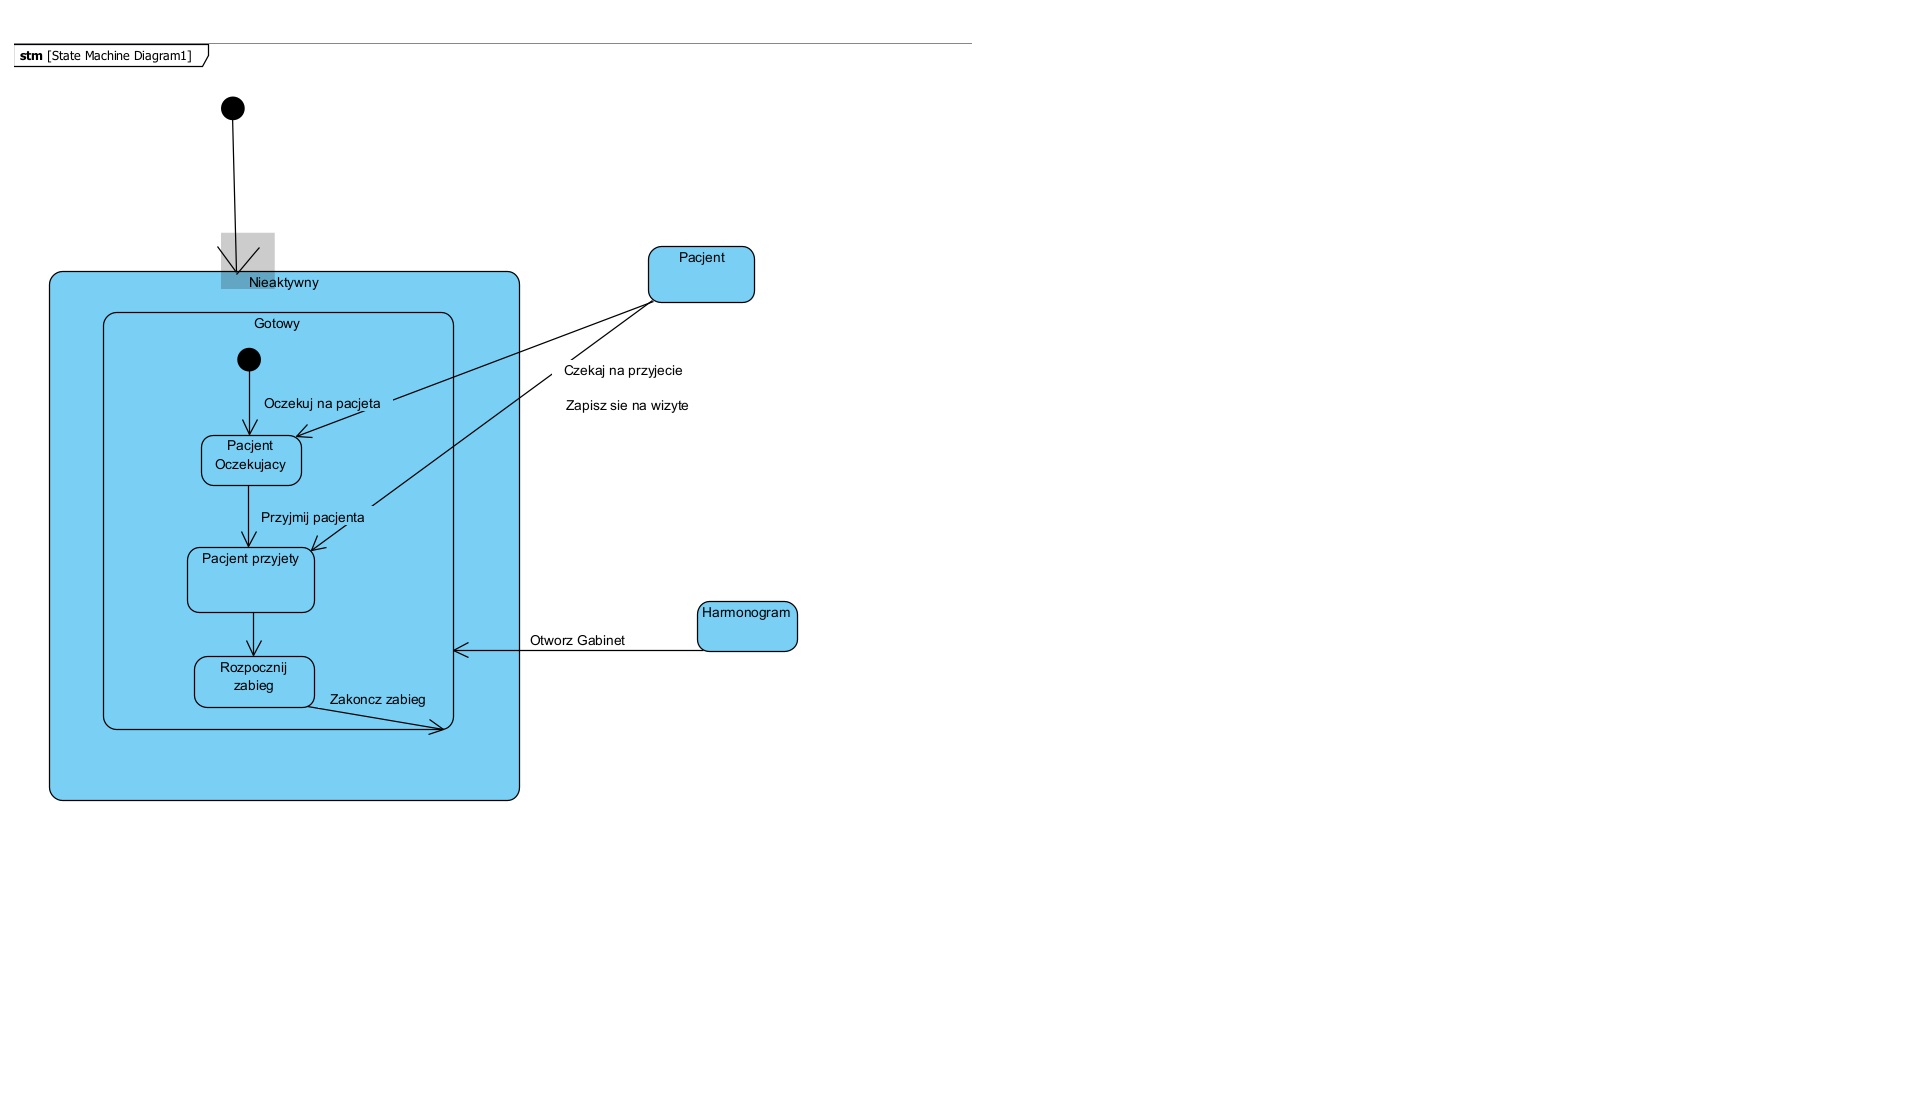 stm [State Machine Diagram1]
Pacjent
Nieaktywny
Gotowy
Czekaj na przyjecie
Oczekuj na pacjeta
Zapisz sie na wizyte
Pacjent
Oczekujacy
Przyjmij pacjenta
Pacjent przyjety
Harmonogram
Otworz Gabinet
Rozpocznij
zabieg
Zakoncz zabieg